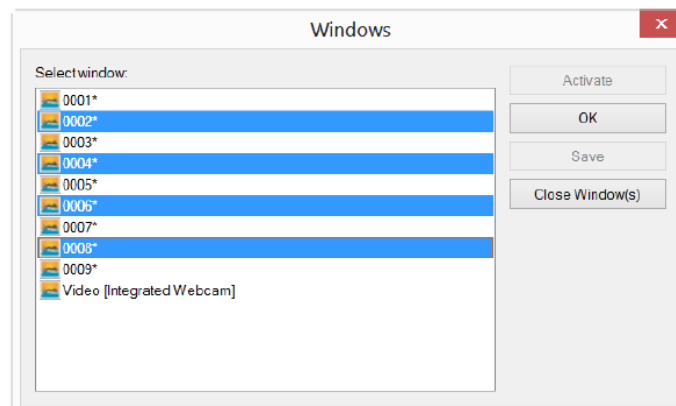 Windows
x
Select window:
Activate
0001*
OK
0002*
0003*
Save
0004*
0005*
Close Window(s)
0006*
0007*
0008*
0009*
Video [Integrated Webcam]